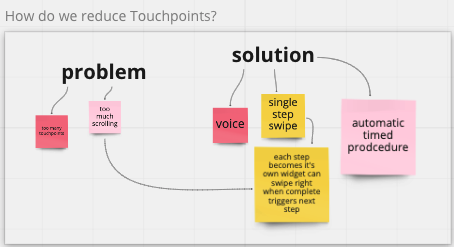 How do we reduce Touchpoints?
problem
solution
too many
touchpoints
too
much
scrolling
voice
single
step
swipe
automatic
timed
prodcedure
each step
becomes it's
own widget can
swipe right
when complete
triggers next
step